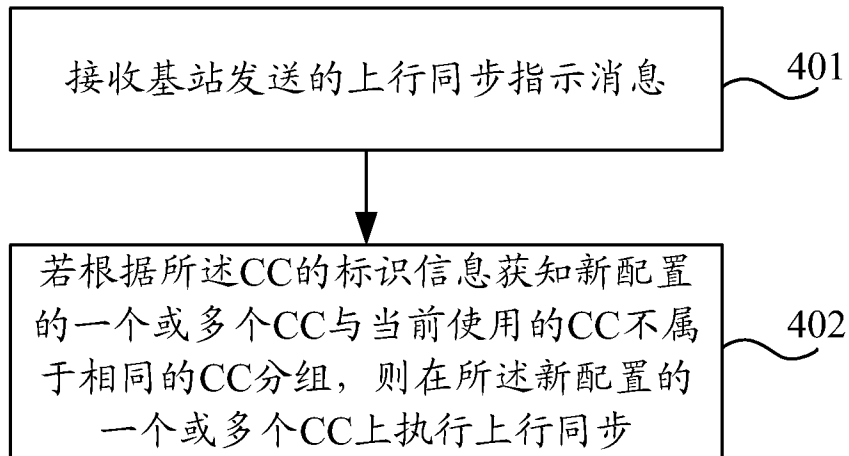 接收基站发送的上行同步指示消息
401
若根据所述CC的标识信息获知新配置
的一个或多个CC与当前使用的CC不属
于相同的CC分组，则在所述新配置的
一个或多个CC上执行上行同步
402